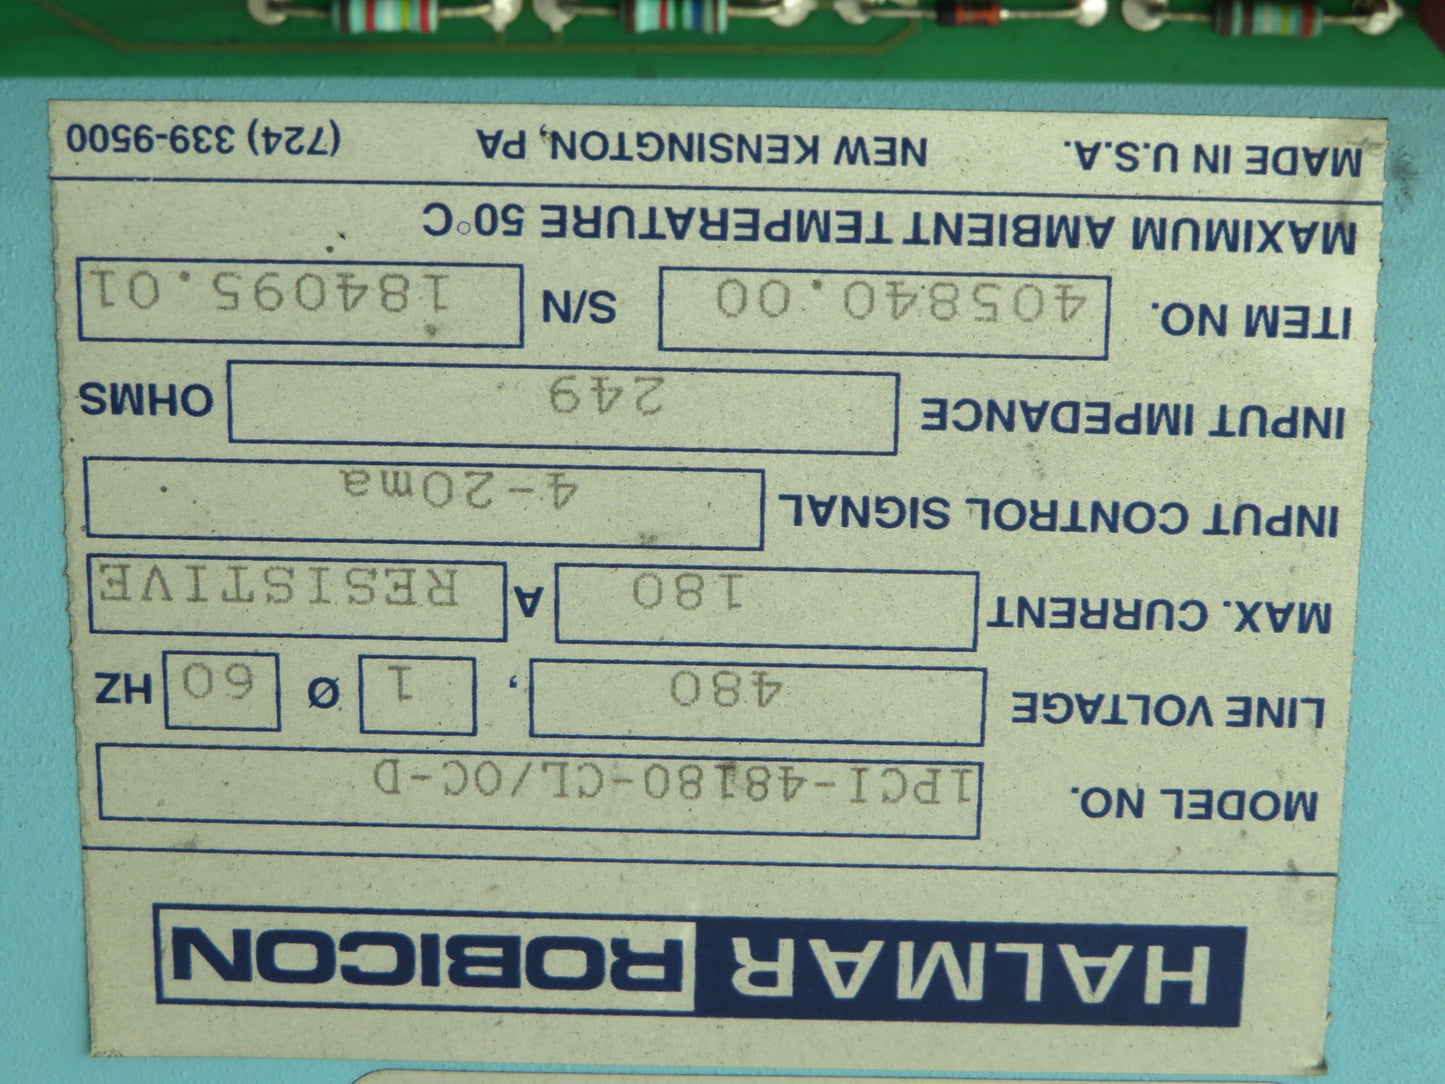 HALMAR ROBICON
MODEL NO. 1PCI-48180-CL/OC-D
LINE VOLTAGE 480 , 1 Ø 60 HZ
MAX. CURRENT 180 A RESISTIVE
INPUT CONTROL SIGNAL 4-20ma
INPUT IMPEDANCE 249 OHMS
ITEM NO. 405840.00 S/N 184095.01
MAXIMUM AMBIENT TEMPERATURE 50°C
MADE IN U.S.A. NEW KENSINGTON, PA (724) 339-9500